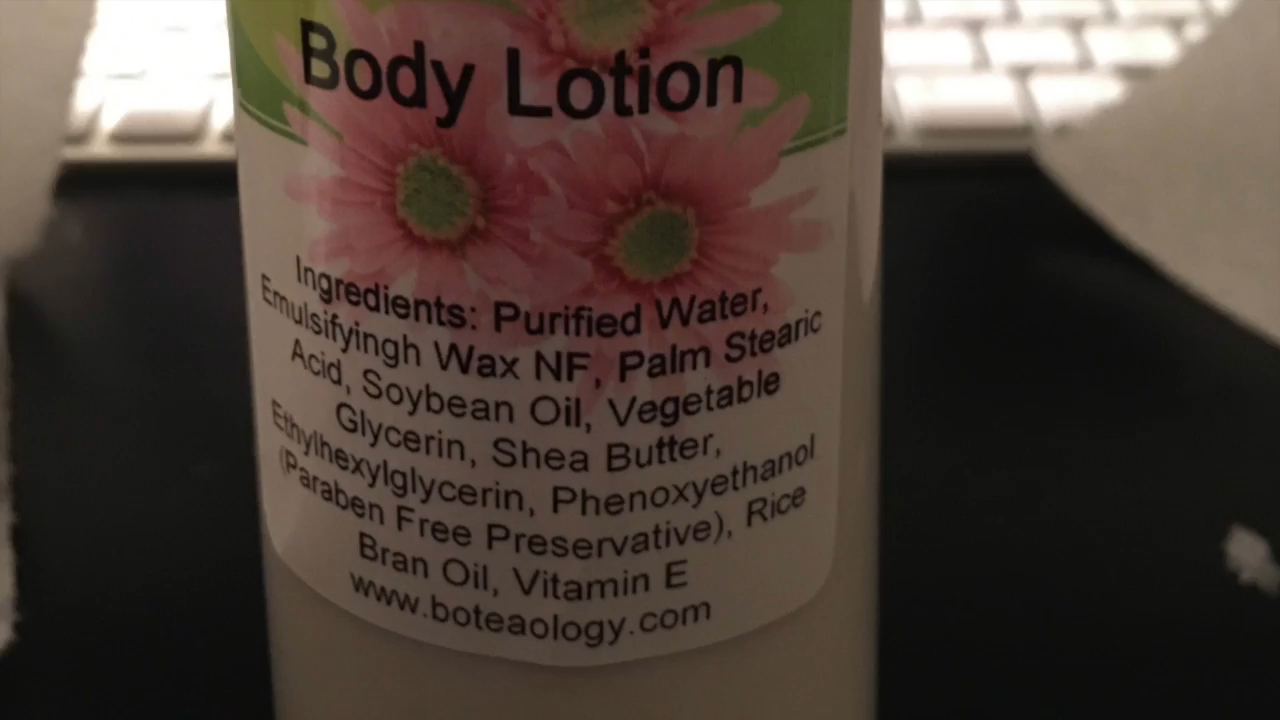 Body Lotion
Ingredients: Purified Water,
Emulsifyingh Wax NF, Palm Stearic
Acid, Soybean Oil, Vegetable
Glycerin, Shea Butter,
Ethylhexylglycerin, Phenoxyethanol
(Paraben Free Preservative), Rice
Bran Oil, Vitamin E
www.boteaology.com